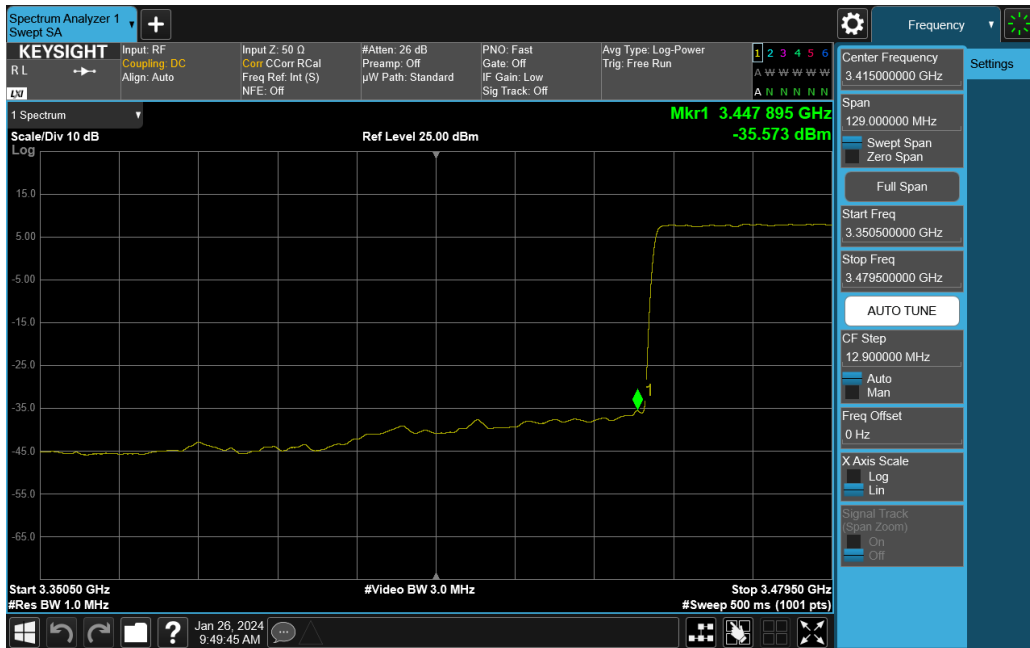 Spectrum Analyzer 1
Swept SA
Frequency
KEYSIGHT
R L
LXI
Input: RF
Coupling: DC
Align: Auto
Input Z: 50 Ω
Corr CCorr RCal
Freq Ref: Int (S)
NFE: Off
#Atten: 26 dB
Preamp: Off
µW Path: Standard
PNO: Fast
Gate: Off
IF Gain: Low
Sig Track: Off
Avg Type: Log-Power
Trig: Free Run
1 2 3 4 5 6
A W W W W W
A N N N N N
1 Spectrum
Scale/Div 10 dB
Ref Level 25.00 dBm
Mkr1 3.447 895 GHz
-35.573 dBm
Log
15.0
5.00
-5.00
-15.0
-25.0
-35.0
-45.0
-55.0
-65.0
1
Start 3.35050 GHz
#Video BW 3.0 MHz
Stop 3.47950 GHz
#Res BW 1.0 MHz
#Sweep 500 ms (1001 pts)
Jan 26, 2024
9:49:45 AM
?
Center Frequency
3.415000000 GHz
Settings
Span
129.000000 MHz
Swept Span
Zero Span
Full Span
Start Freq
3.350500000 GHz
Stop Freq
3.479500000 GHz
AUTO TUNE
CF Step
12.900000 MHz
Auto
Man
Freq Offset
0 Hz
X Axis Scale
Log
Lin
Signal Track
(Span Zoom)
On
Off